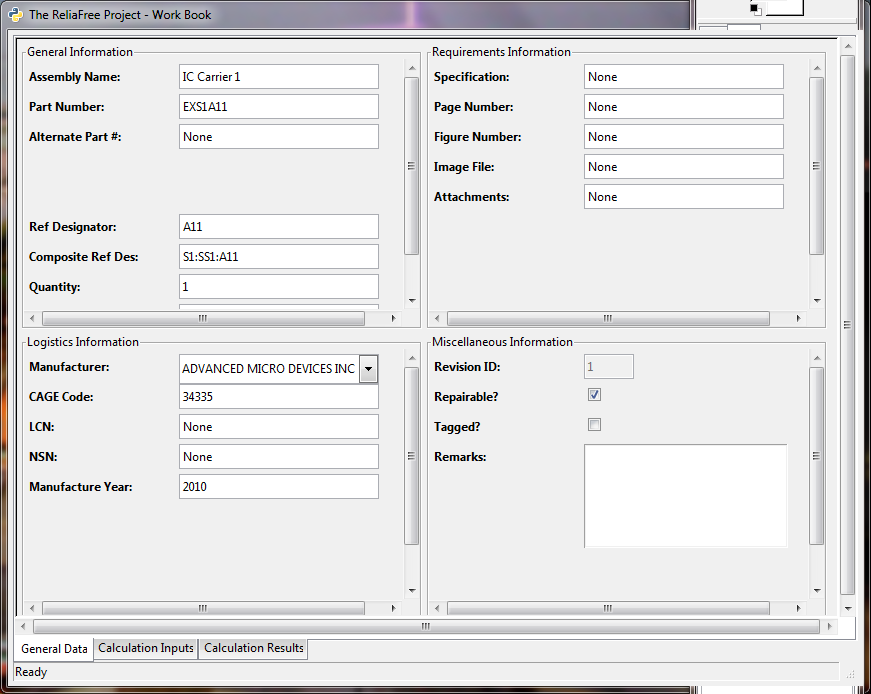 The ReliaFree Project - Work Book
General Information
Assembly Name: IC Carrier 1
Part Number: EXS1A11
Alternate Part #: None
Ref Designator: A11
Composite Ref Des: S1:SS1:A11
Quantity: 1
Requirements Information
Specification: None
Page Number: None
Figure Number: None
Image File: None
Attachments: None
Logistics Information
Manufacturer: ADVANCED MICRO DEVICES INC
CAGE Code: 34335
LCN: None
NSN: None
Manufacture Year: 2010
Miscellaneous Information
Revision ID: 1
Repairable?
Tagged?
Remarks:
General Data Calculation Inputs Calculation Results
Ready